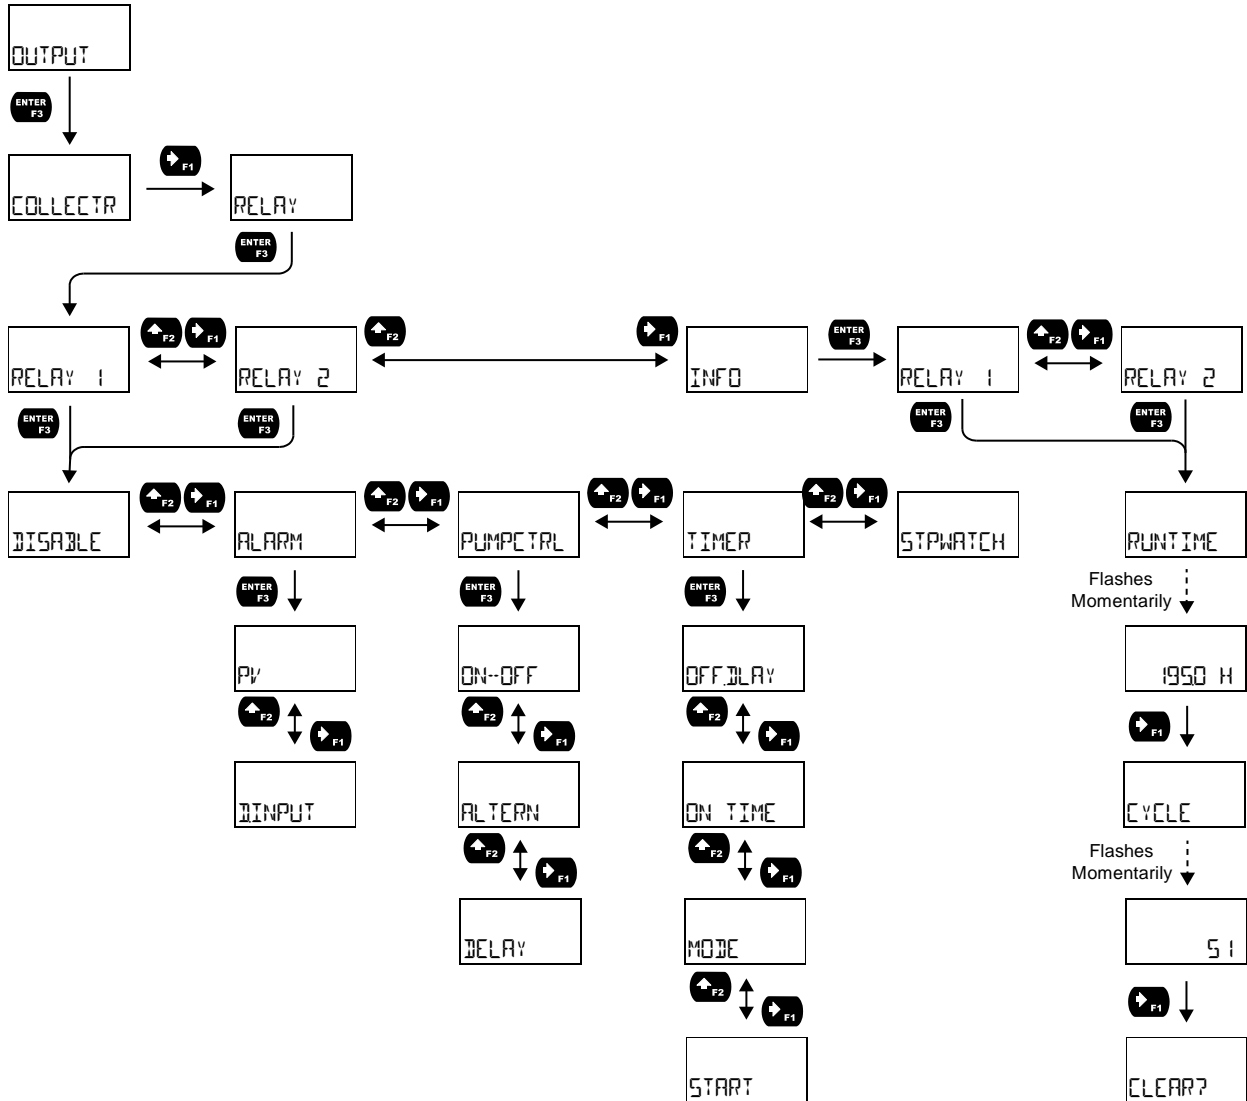 OUTPUT
ENTER
F3
COLLECTR
F1
RELAY
ENTER
F3
RELAY 1
F2
F1
RELAY 2
F2
F1
INFO
ENTER
F3
RELAY 1
F2
F1
RELAY 2
ENTER
F3
ENTER
F3
ENTER
F3
ENTER
F3
DISABLE
F2
F1
ALARM
F2
F1
PUMPCTRL
F2
F1
TIMER
F2
F1
STPWATCH
RUNTIME
ENTER
F3
ENTER
F3
ENTER
F3
Flashes
Momentarily
PV
ON--OFF
OFF.DLAY
195.0 H
F2
F1
F2
F1
F2
F1
F1
D.INPUT
ALTERN
ON TIME
CYCLE
F2
F1
F2
F1
Flashes
Momentarily
DELAY
MODE
51
F2
F1
F1
START
CLEAR?